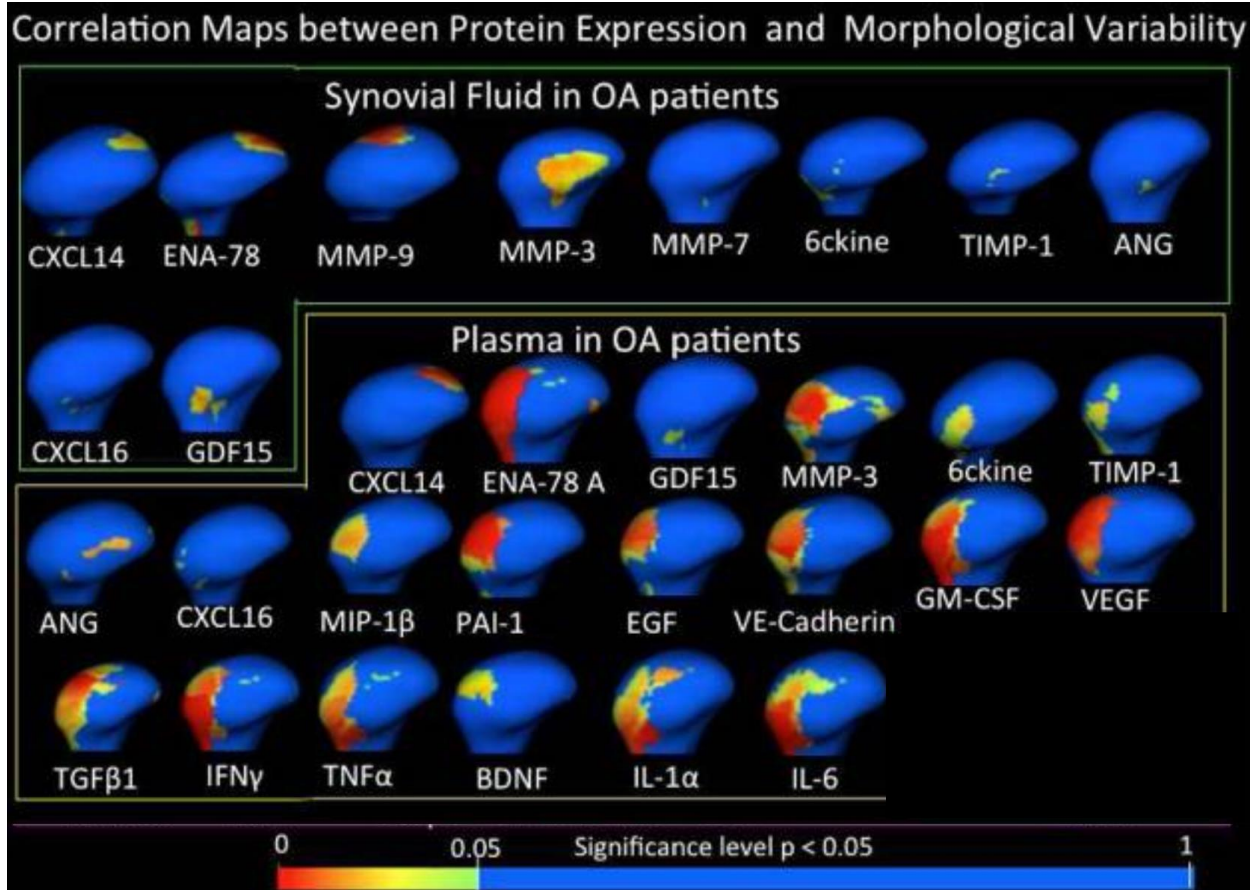 Correlation Maps between Protein Expression and Morphological Variability
Synovial Fluid in OA patients
CXCL14 ENA-78 MMP-9 MMP-3 MMP-7 6ckine TIMP-1 ANG
CXCL16 GDF15
Plasma in OA patients
CXCL14 ENA-78 A GDF15 MMP-3 6ckine TIMP-1
ANG CXCL16 MIP-1β PAI-1 EGF VE-Cadherin GM-CSF VEGF
TGFβ1 IFNγ TNFα BDNF IL-1α IL-6
0 0.05 Significance level p < 0.05 1